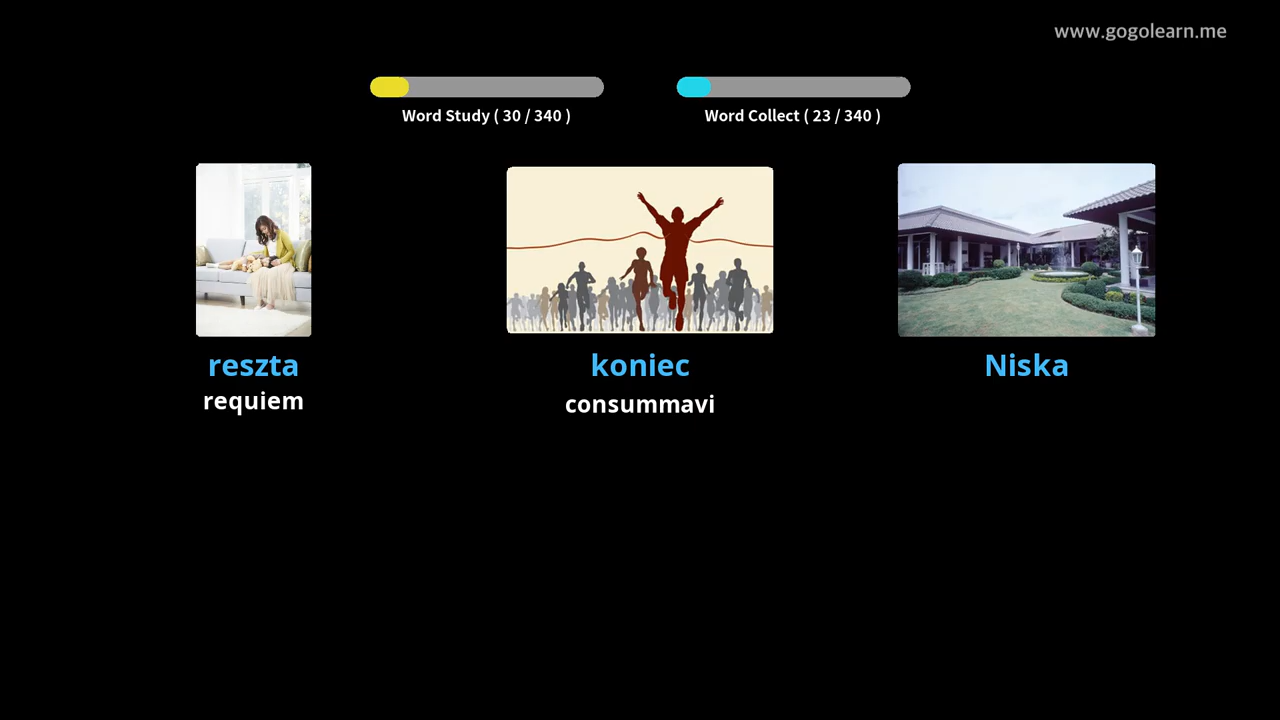 www.gogolearn.me
Word Study ( 30 / 340 )
Word Collect ( 23 / 340 )
reszta
requiem
koniec
consummavi
Niska